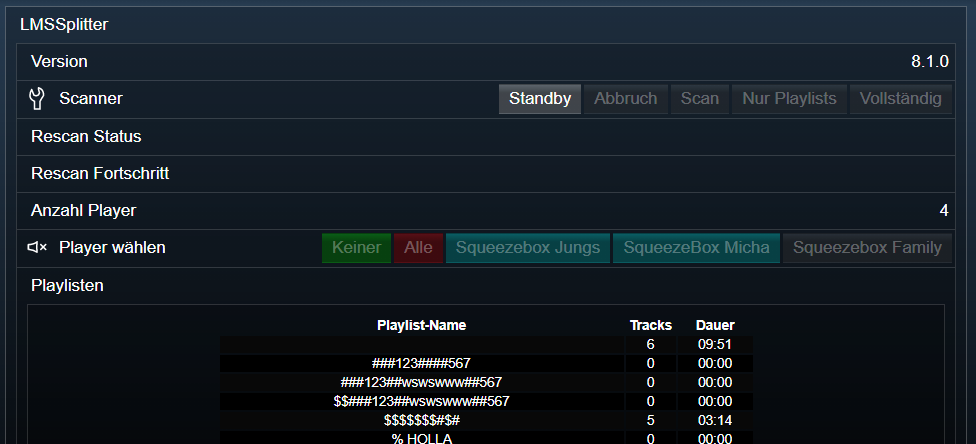 LMSSplitter
Version 8.1.0
Scanner Standby Abbruch Scan Nur Playlists Vollständig
Rescan Status
Rescan Fortschritt
Anzahl Player 4
Player wählen Keiner Alle Squeezebox Jungs SqueezeBox Micha Squeezebox Family
Playlisten
Playlist-Name Tracks Dauer
6 09:51
###123####567 0 00:00
###123##wswswww##567 0 00:00
$$###123##wswswww##567 0 00:00
$$$$$$$#$# 5 03:14
% HOLLA 0 00:00